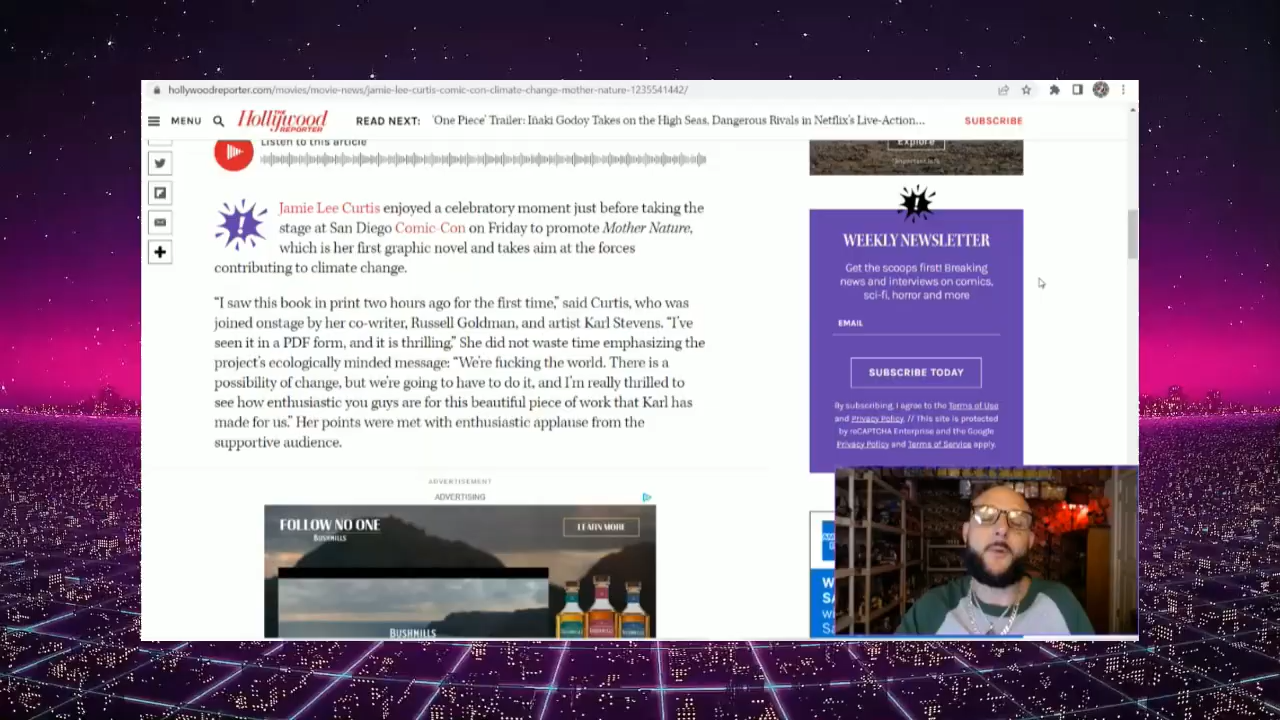 hollywoodreporter.com/movies/movie-news/jamie-lee-curtis-comic-con-climate-change-mother-nature-1235541442/
MENU
THE
Hollywood
REPORTER
READ NEXT: 'One Piece' Trailer: Iñaki Godoy Takes on the High Seas, Dangerous Rivals in Netflix's Live-Action...
SUBSCRIBE
Listen to this article
Jamie Lee Curtis enjoyed a celebratory moment just before taking the
stage at San Diego Comic-Con on Friday to promote Mother Nature,
which is her first graphic novel and takes aim at the forces
contributing to climate change.
“I saw this book in print two hours ago for the first time,” said Curtis, who was
joined onstage by her co-writer, Russell Goldman, and artist Karl Stevens. “I’ve
seen it in a PDF form, and it is thrilling.” She did not waste time emphasizing the
project’s ecologically minded message: “We’re fucking the world. There is a
possibility of change, but we’re going to have to do it, and I’m really thrilled to
see how enthusiastic you guys are for this beautiful piece of work that Karl has
made for us.” Her points were met with enthusiastic applause from the
supportive audience.
ADVERTISEMENT
ADVERTISING
FOLLOW NO ONE
BUSHMILLS
LEARN MORE
BUSHMILLS
Explore
Important Info
WEEKLY NEWSLETTER
Get the scoops first! Breaking
news and interviews on comics,
sci-fi, horror and more
EMAIL
SUBSCRIBE TODAY
By subscribing, I agree to the Terms of Use
and Privacy Policy. // This site is protected
by reCAPTCHA Enterprise and the Google
Privacy Policy and Terms of Service apply.